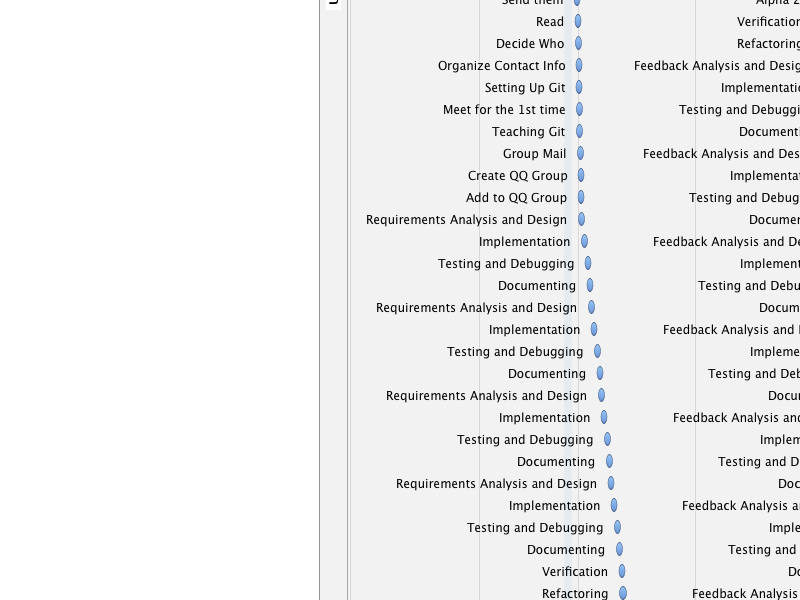 Send them
Alpha
Read
Verification
Decide Who
Refactoring
Organize Contact Info
Feedback Analysis and Desig
Setting Up Git
Implementatio
Meet for the 1st time
Testing and Debuggi
Teaching Git
Documenti
Group Mail
Feedback Analysis and Des
Create QQ Group
Implementat
Add to QQ Group
Testing and Debug
Requirements Analysis and Design
Documen
Implementation
Feedback Analysis and De
Testing and Debugging
Implement
Documenting
Testing and Debu
Requirements Analysis and Design
Docum
Implementation
Feedback Analysis and
Testing and Debugging
Impleme
Documenting
Testing and Deb
Requirements Analysis and Design
Docu
Implementation
Feedback Analysis and
Testing and Debugging
Implem
Documenting
Testing and D
Requirements Analysis and Design
Doc
Implementation
Feedback Analysis a
Testing and Debugging
Imple
Documenting
Testing and
Verification
Do
Refactoring
Feedback Analysis